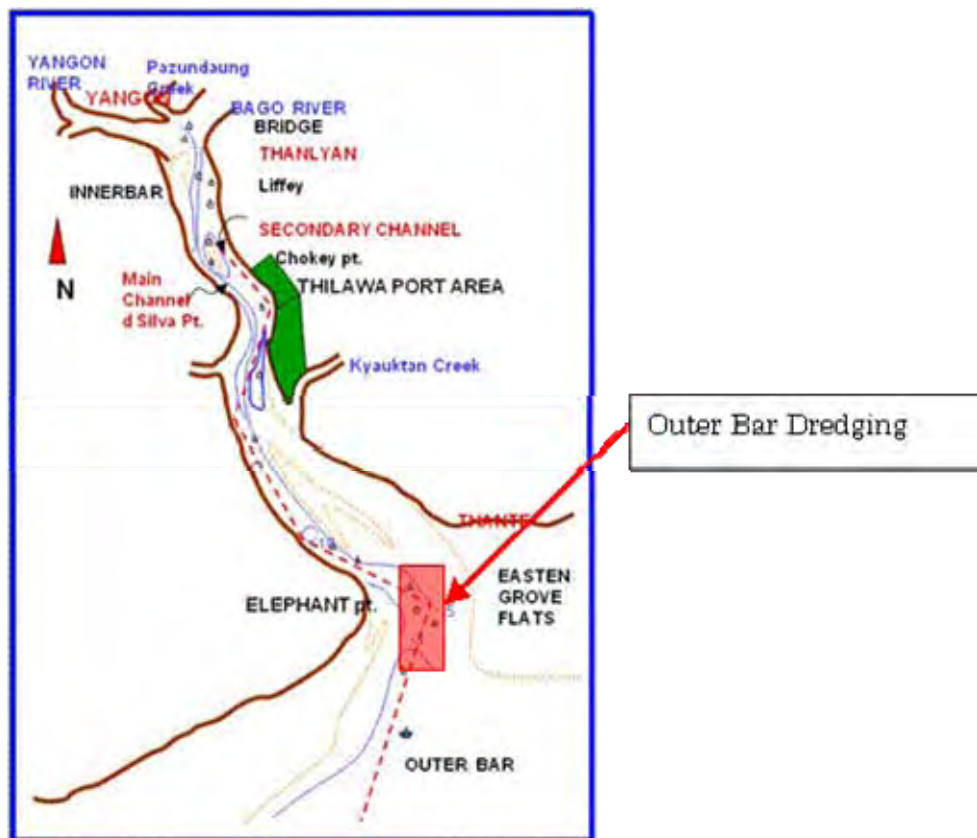 YANGON
RIVER
Pazundaung
Creek
YANGON
BAGO RIVER
BRIDGE
THANLYAN
Liffey
INNERBAR
SECONDARY CHANNEL
Chokey pt.
THILAWA PORT AREA
N
Main
Channel
d Silva Pt.
Kyauktan Creek
Outer Bar Dredging
THANTE
EASTEN
GROVE
FLATS
ELEPHANT pt.
5
OUTER BAR